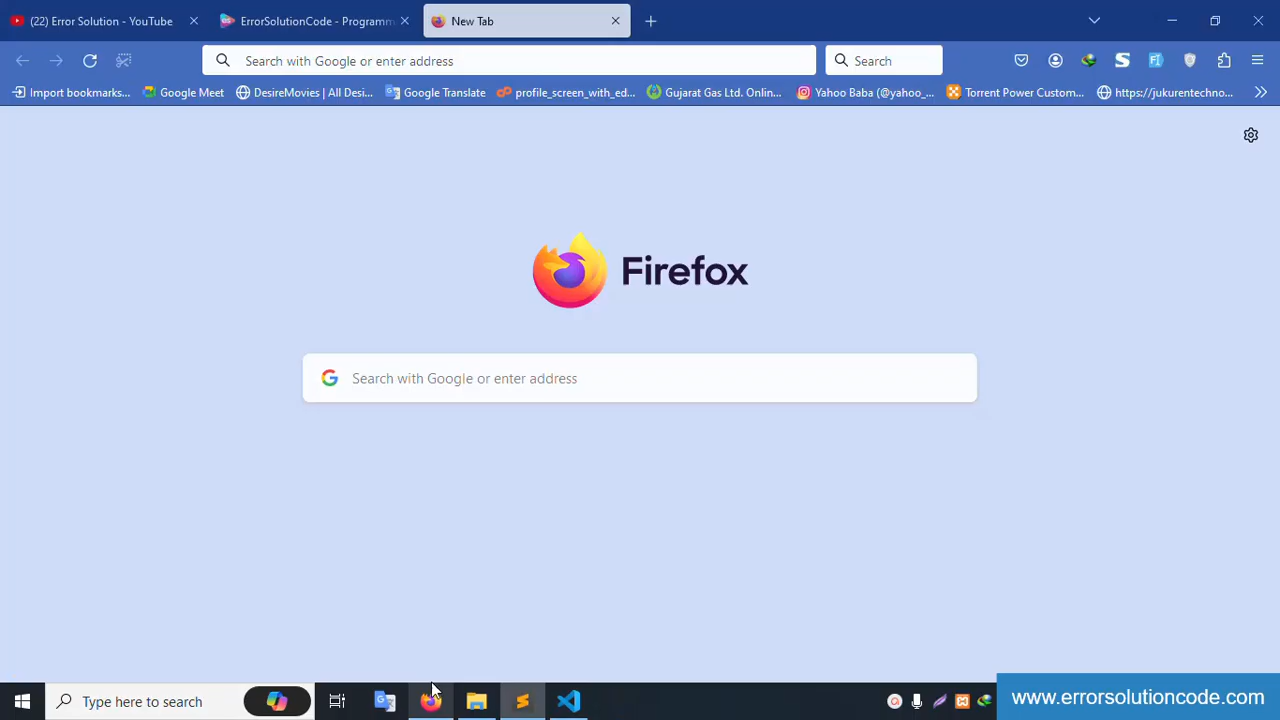 (22) Error Solution - YouTube
ErrorSolutionCode - Programm
New Tab
Search with Google or enter address
Search
Import bookmarks...
Google Meet
DesireMovies | All Desi...
Google Translate
profile_screen_with_ed...
Gujarat Gas Ltd. Onlin...
Yahoo Baba (@yahoo_...
Torrent Power Custom...
https://jukurentechno...
Firefox
Search with Google or enter address
Type here to search
www.errorsolutioncode.com